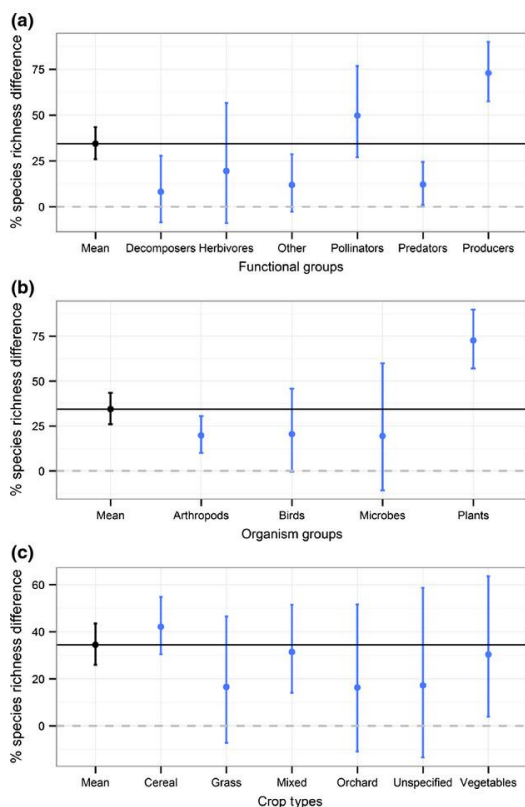 (a)
% species richness difference
75
50
25
0
Mean Decomposers Herbivores Other Pollinators Predators Producers
Functional groups
(b)
% species richness difference
75
50
25
0
Mean Arthropods Birds Microbes Plants
Organism groups
(c)
% species richness difference
60
40
20
0
Mean Cereal Grass Mixed Orchard Unspecified Vegetables
Crop types